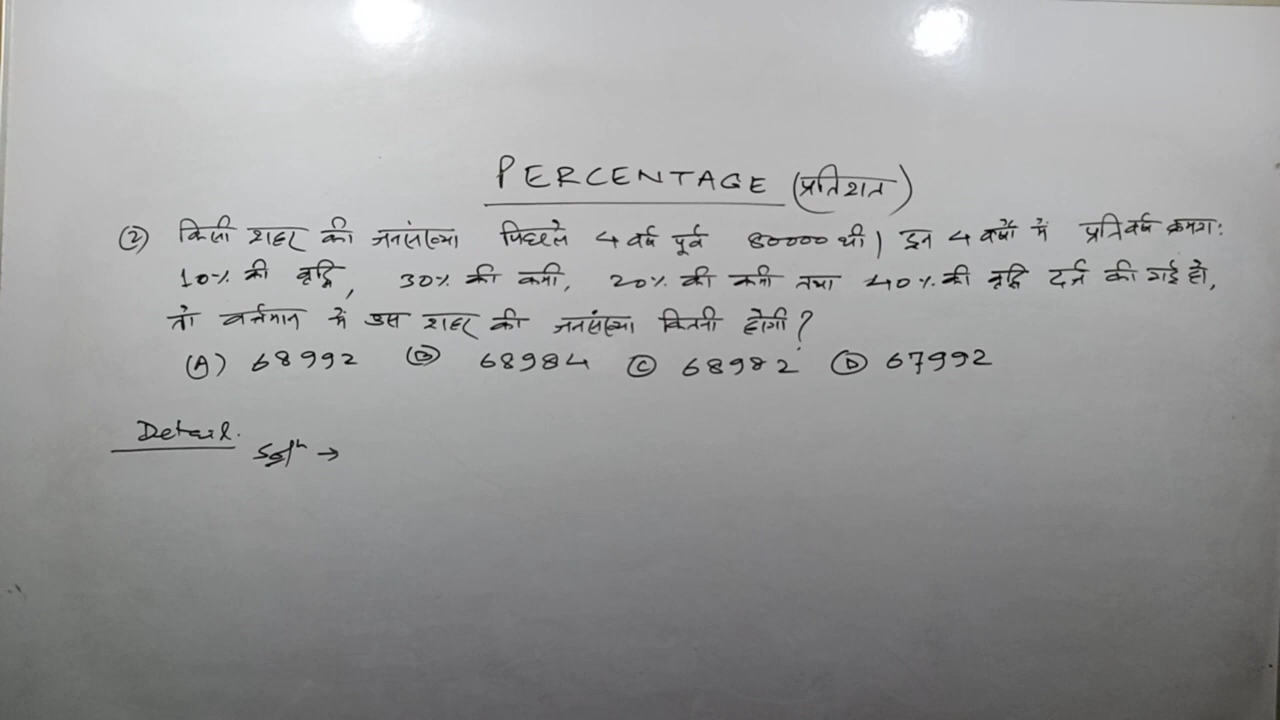 PERCENTAGE (प्रतिशत)
② किसी शहर की जनसंख्या पिछले 4 वर्ष पूर्व 80000 थी। इन 4 वर्षों में प्रतिवर्ष क्रमश:
10% की वृद्धि, 30% की कमी, 20% की कमी तथा 40% की वृद्धि दर्ज की गई हो,
तो वर्तमान में उस शहर की जनसंख्या कितनी होगी?
(A) 68992 (B) 68984 (C) 68982 (D) 67992
Detail. Solⁿ →